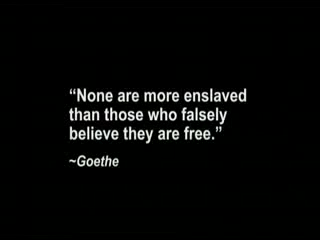 “None are more enslaved
than those who falsely
believe they are free.”
~Goethe